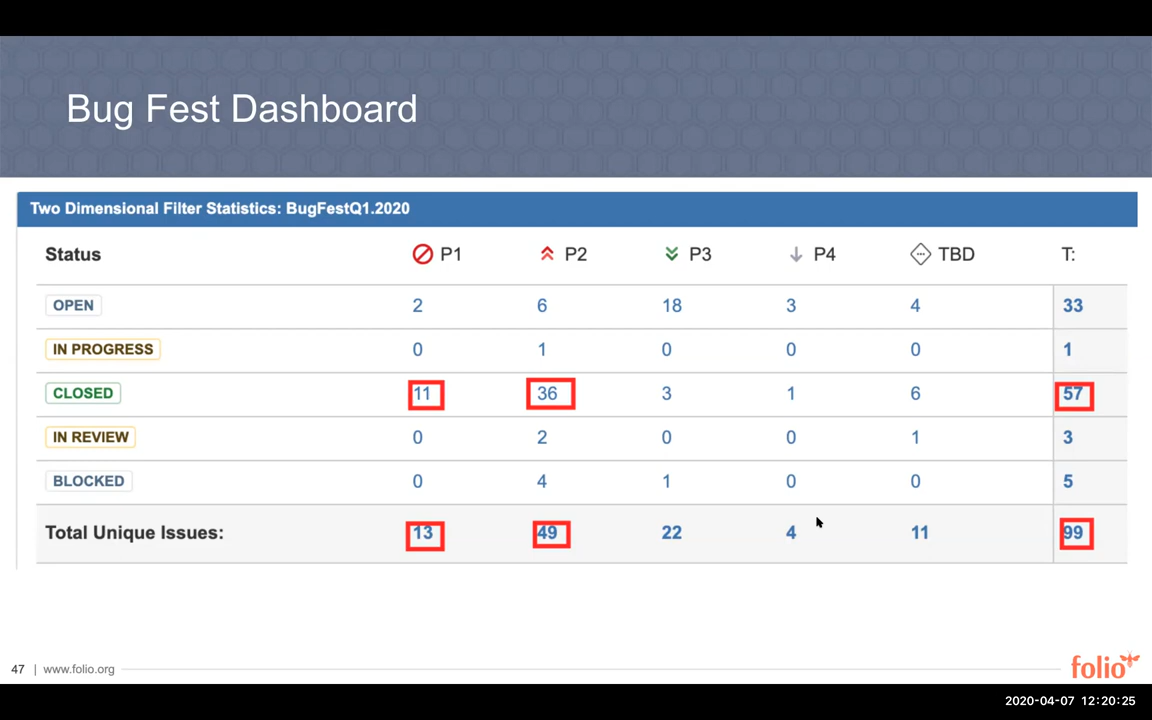 Bug Fest Dashboard
Two Dimensional Filter Statistics: BugFestQ1.2020
Status P1 P2 P3 P4 TBD T:
OPEN 2 6 18 3 4 33
IN PROGRESS 0 1 0 0 0 1
CLOSED 11 36 3 1 6 57
IN REVIEW 0 2 0 0 1 3
BLOCKED 0 4 1 0 0 5
Total Unique Issues: 13 49 22 4 11 99
47 | www.folio.org
folio
2020-04-07 12:20:25